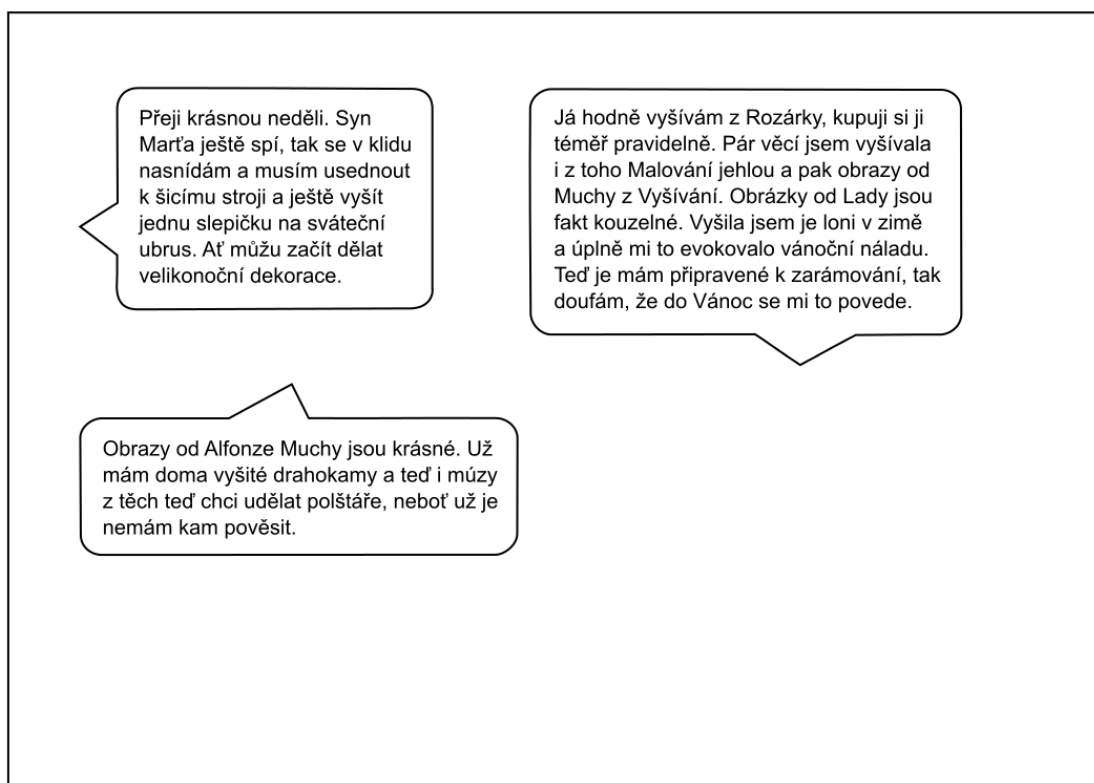 Přeji krásnou neděli. Syn
Marťa ještě spí, tak se v klidu
nasnídám a musím usednout
k šicímu stroji a ještě vyšít
jednu slepičku na sváteční
ubrus. Ať můžu začít dělat
velikonoční dekorace.
Já hodně vyšívám z Rozárky, kupuji si ji
téměř pravidelně. Pár věcí jsem vyšívala
i z toho Malování jehlou a pak obrazy od
Muchy z Vyšívání. Obrázky od Lady jsou
fakt kouzelné. Vyšila jsem je loni v zimě
a úplně mi to evokovalo vánoční náladu.
Teď je mám připravené k zarámování, tak
doufám, že do Vánoc se mi to povede.
Obrazy od Alfonze Muchy jsou krásné. Už
mám doma vyšité drahokamy a teď i múzy
z těch teď chci udělat polštáře, neboť už je
nemám kam pověsit.